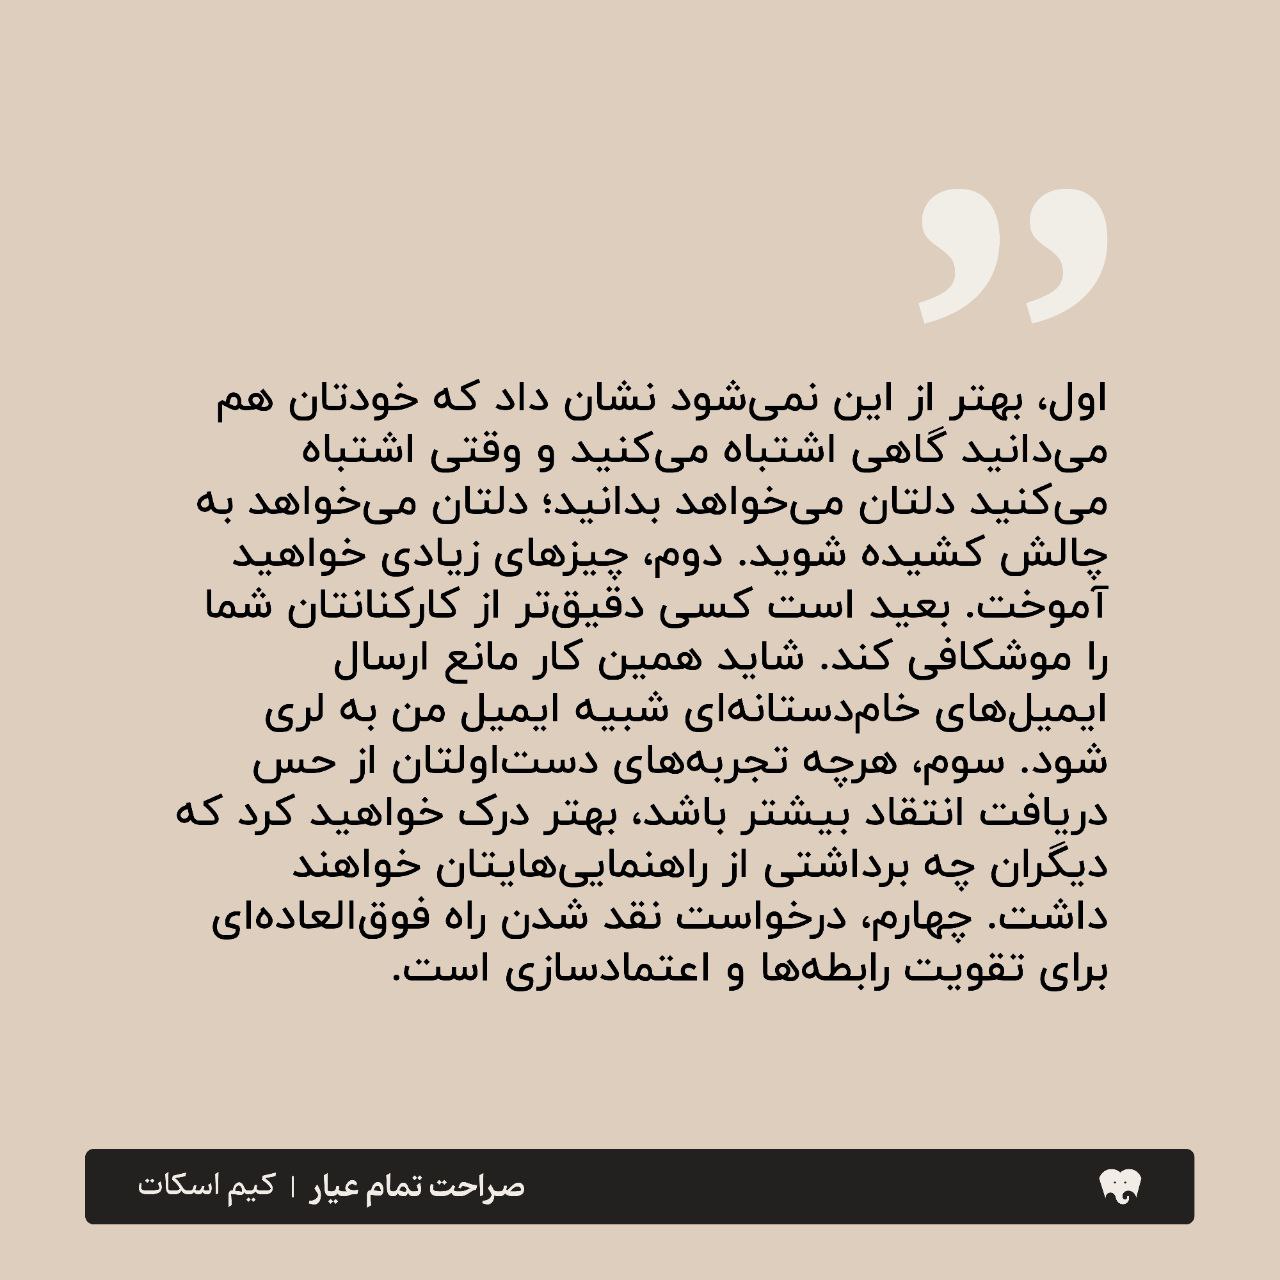 اول، بهتر از این نمی‌شود نشان داد که خودتان هم
می‌دانید گاهی اشتباه می‌کنید و وقتی اشتباه
می‌کنید دلتان می‌خواهد بدانید؛ دلتان می‌خواهد به
چالش کشیده شوید. دوم، چیزهای زیادی خواهید
آموخت. بعید است کسی دقیق‌تر از کارکنانتان شما
را موشکافی کند. شاید همین کار مانع ارسال
ایمیل‌های خام‌دستانه‌ای شبیه ایمیل من به لری
شود. سوم، هرچه تجربه‌های دست‌اولتان از حس
دریافت انتقاد بیشتر باشد، بهتر درک خواهید کرد که
دیگران چه برداشتی از راهنمایی‌هایتان خواهند
داشت. چهارم، درخواست نقد شدن راه فوق‌العاده‌ای
برای تقویت رابطه‌ها و اعتمادسازی است.
صراحت تمام عیار | کیم اسکات